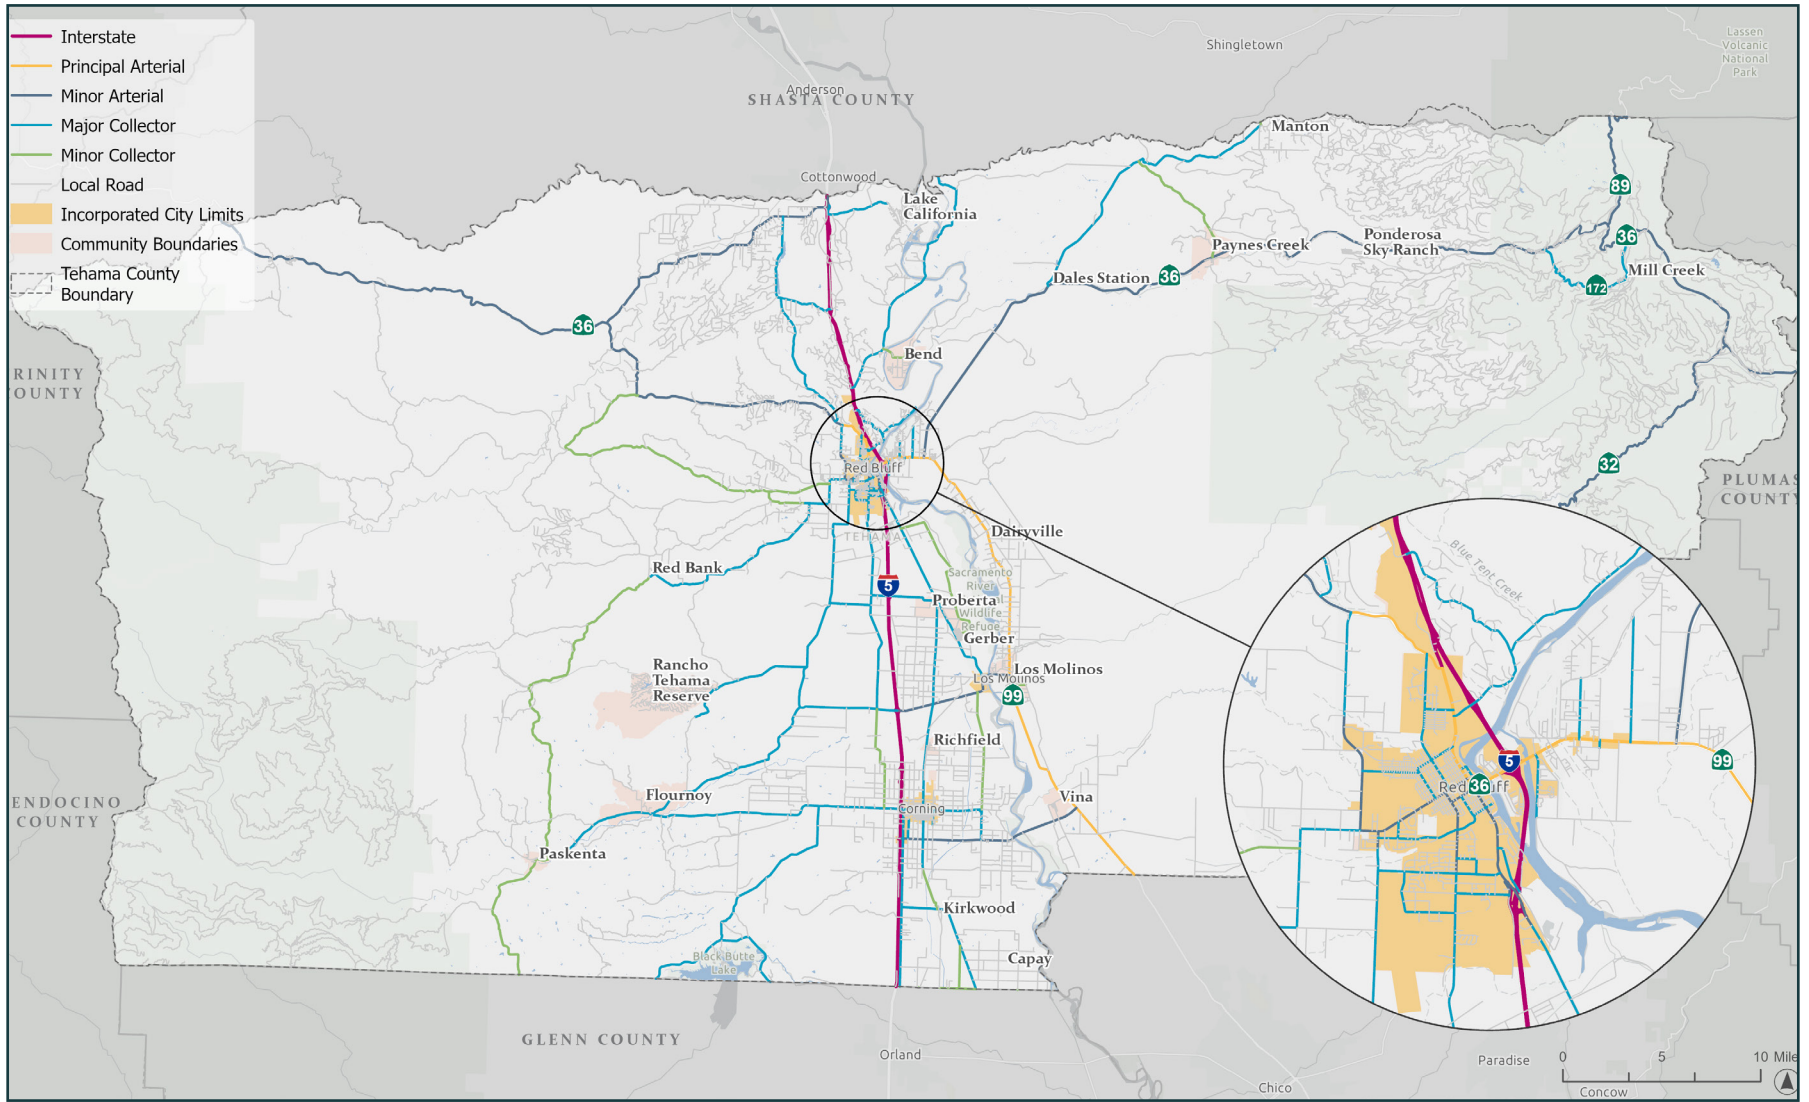 Interstate
Principal Arterial
Minor Arterial
Major Collector
Minor Collector
Local Road
Incorporated City Limits
Community Boundaries
Tehama County
Boundary
Shingletown
Lassen
Volcanic
National
Park
Anderson
SHASTA COUNTY
Manton
Cottonwood
89
Lake
California
36
Paynes Creek
Ponderosa
Sky Ranch
Dales Station
36
Mill Creek
172
36
Bend
RINITY
COUNTY
Red Bluff
32
PLUMAS
COUNTY
TEHAMA
Dairyville
Blue Tent Creek
Red Bank
5
Sacramento
River
Proberta
Wildlife
Refuge
Gerber
Rancho
Tehama
Reserve
Los Molinos
Los Molinos
99
Richfield
5
99
36
Red uff
Flournoy
Vina
Corning
ENDOCINO
COUNTY
Paskenta
Kirkwood
Black Butte
Lake
Capay
GLENN COUNTY
Orland
Paradise
Chico
Concow
0 5 10 Mile